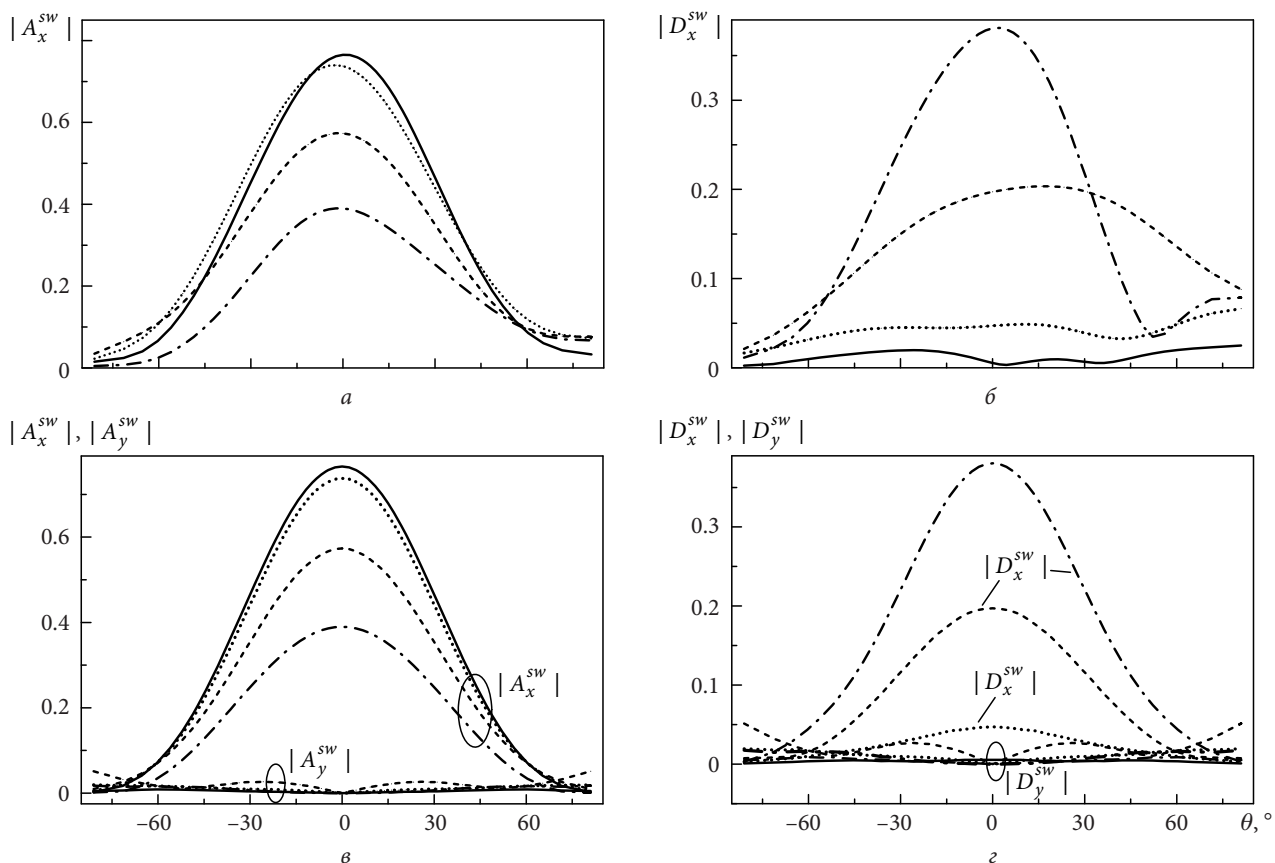 | A_x^{sw} |
0.6
0.4
0.2
0
а
| D_x^{sw} |
0.3
0.2
0.1
0
б
| A_x^{sw} |, | A_y^{sw} |
0.6
0.4
0.2
0
| A_x^{sw} |
| A_y^{sw} |
–60 –30 0 30 60
в
| D_x^{sw} |, | D_y^{sw} |
0.3
0.2
0.1
0
| D_x^{sw} |
| D_x^{sw} |
| D_y^{sw} |
–60 –30 0 30 60 θ, °
г